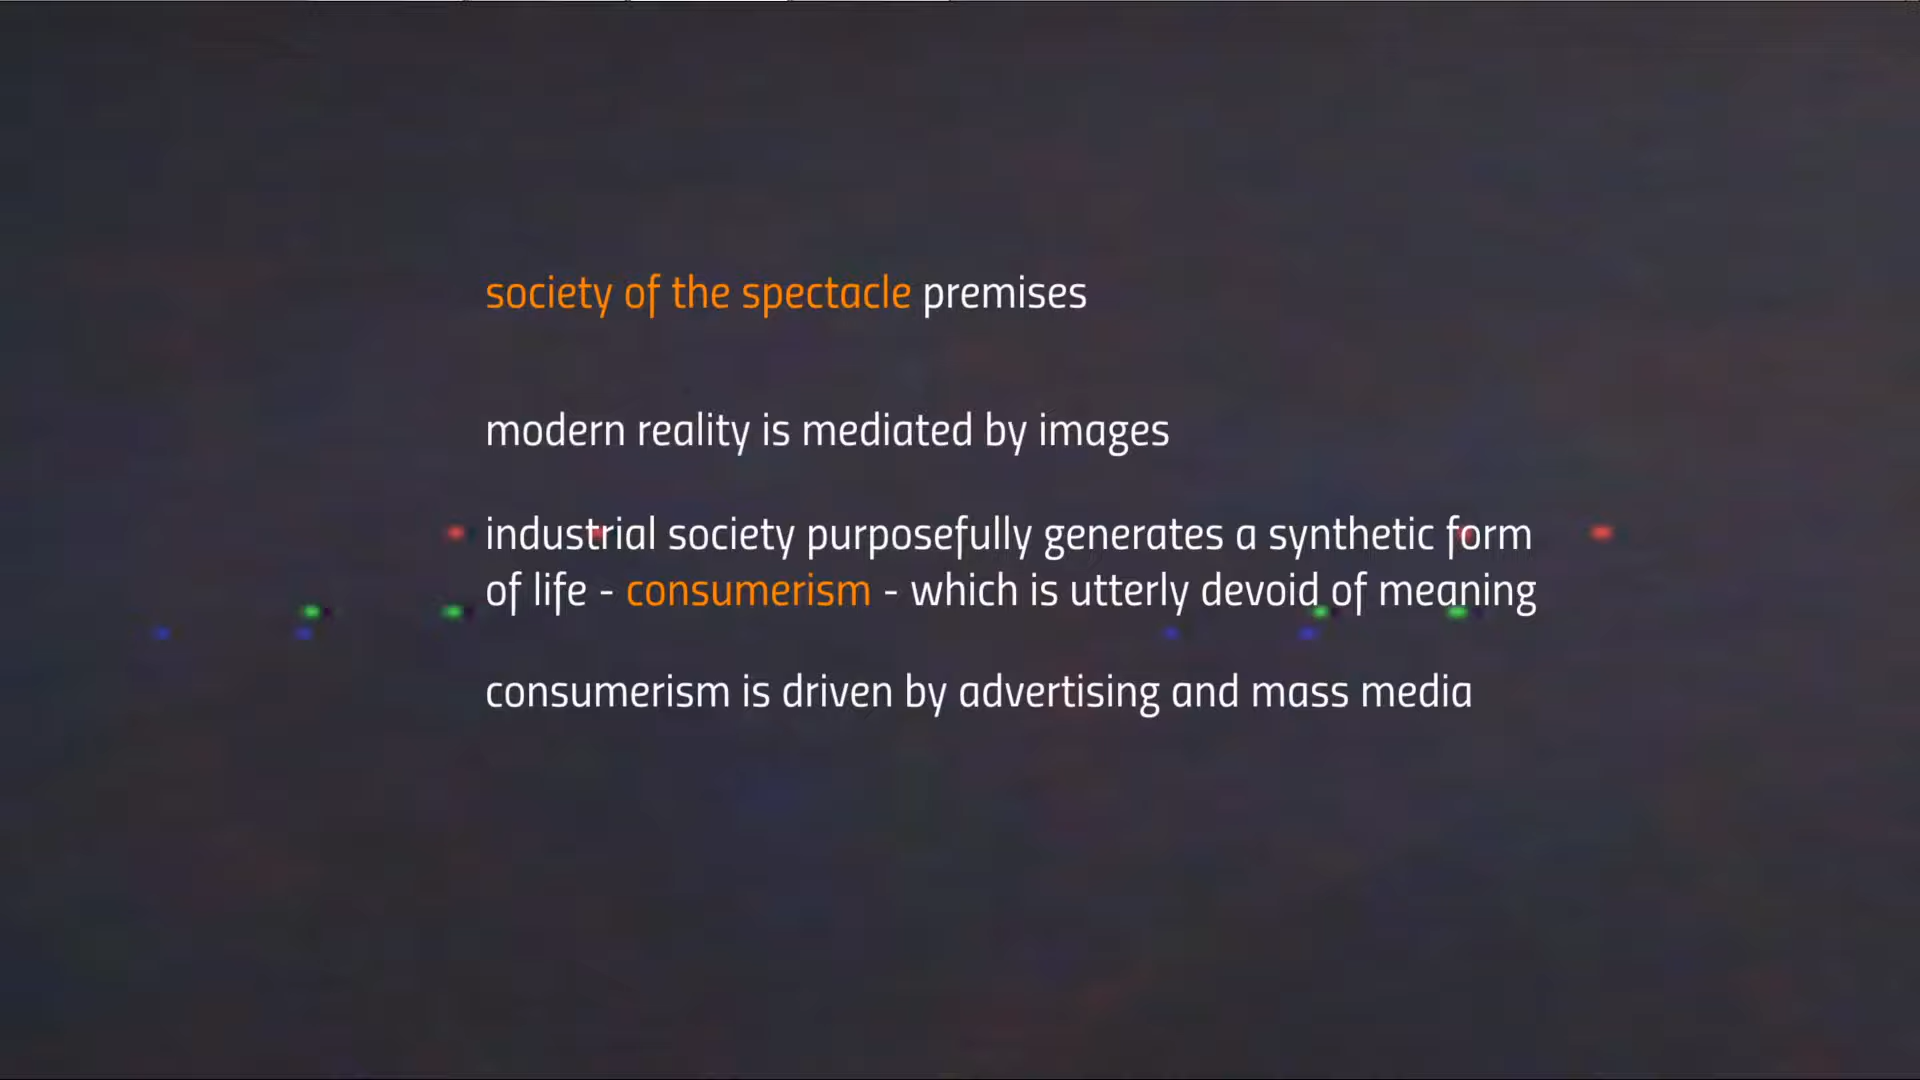 society of the spectacle premises
modern reality is mediated by images
industrial society purposefully generates a synthetic form
of life - consumerism - which is utterly devoid of meaning
consumerism is driven by advertising and mass media